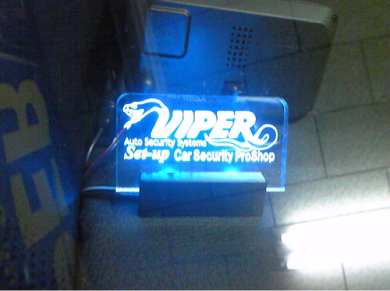 VIPER
Auto Security Systems
Set-up Car Security ProShop